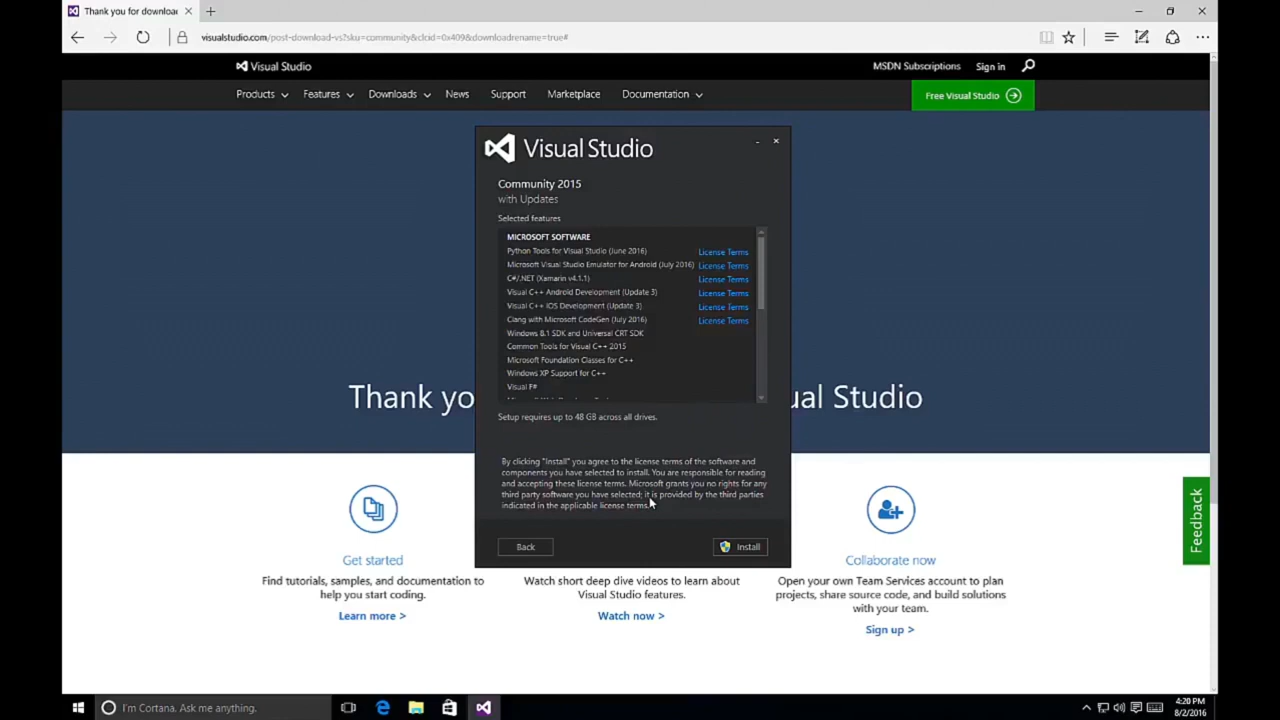 Thank you for downloa
visualstudio.com/post-download-vs?sku=community&clcid=0x409&downloadrename=true#
Visual Studio
MSDN Subscriptions
Sign in
Products
Features
Downloads
News
Support
Marketplace
Documentation
Free Visual Studio
Visual Studio
Community 2015
with Updates
Selected features
MICROSOFT SOFTWARE
Python Tools for Visual Studio (June 2016) License Terms
Microsoft Visual Studio Emulator for Android (July 2016) License Terms
C#/.NET (Xamarin v4.1.1) License Terms
Visual C++ Android Development (Update 3) License Terms
Visual C++ iOS Development (Update 3) License Terms
Clang with Microsoft CodeGen (July 2016) License Terms
Windows 8.1 SDK and Universal CRT SDK
Common Tools for Visual C++ 2015
Microsoft Foundation Classes for C++
Windows XP Support for C++
Visual F#
Setup requires up to 48 GB across all drives.
By clicking "Install" you agree to the license terms of the software and
components you have selected to install. You are responsible for reading
and accepting these license terms. Microsoft grants you no rights for any
third party software you have selected; it is provided by the third parties
indicated in the applicable license terms.
Back
Install
Thank yo
ual Studio
Feedback
Get started
Find tutorials, samples, and documentation to
help you start coding.
Learn more >
Watch short deep dive videos to learn about
Visual Studio features.
Watch now >
Collaborate now
Open your own Team Services account to plan
projects, share source code, and build solutions
with your team.
Sign up >
I'm Cortana. Ask me anything.
4:20 PM
8/2/2016